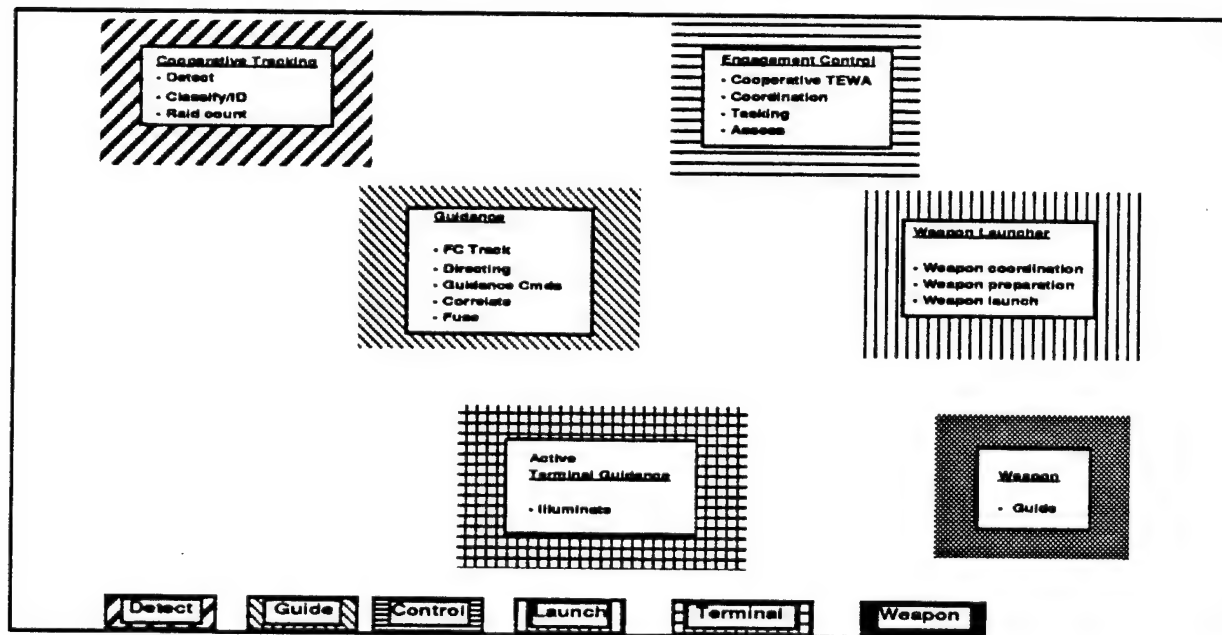 Cooperative Tracking
- Detect
- Classify/ID
- Raid count
Engagement Control
- Cooperative TEWA
- Coordination
- Tasking
- Assess
Guidance
- FC Track
- Directing
- Guidance Cmds
- Correlate
- Fuse
Weapon Launcher
- Weapon coordination
- Weapon preparation
- Weapon launch
Active
Terminal Guidance
- Illuminate
Weapon
- Guide
Detect
Guide
Control
Launch
Terminal
Weapon